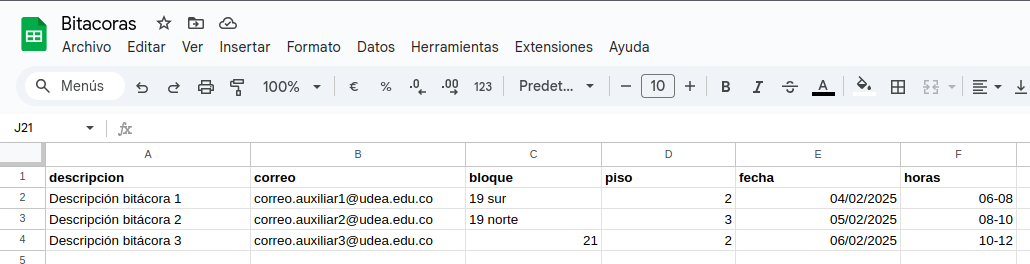 Bitacoras
Archivo Editar Ver Insertar Formato Datos Herramientas Extensiones Ayuda
Menús 100% € % .0 .00 123 Predet... 10 B I S A
J21 fx
A B C D E F
1 descripcion correo bloque piso fecha horas
2 Descripción bitácora 1 correo.auxiliar1@udea.edu.co 19 sur 2 04/02/2025 06-08
3 Descripción bitácora 2 correo.auxiliar2@udea.edu.co 19 norte 3 05/02/2025 08-10
4 Descripción bitácora 3 correo.auxiliar3@udea.edu.co 21 2 06/02/2025 10-12
5